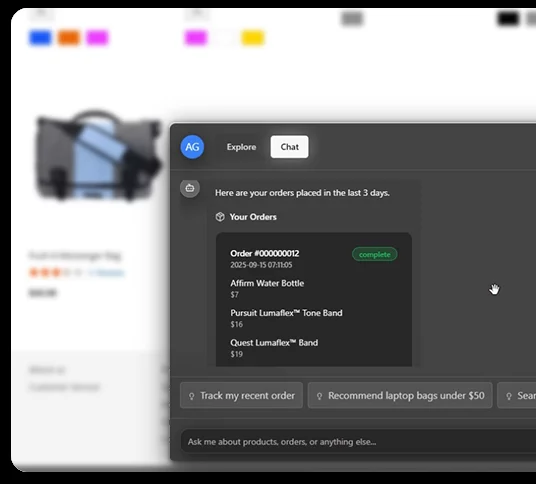 AG
Explore
Chat
Here are your orders placed in the last 3 days.
Your Orders
Order #000000012
complete
2025-09-15 07:11:05
Affirm Water Bottle
$7
Pursuit Lumaflex™ Tone Band
$16
Quest Lumaflex™ Band
$19
Track my recent order
Recommend laptop bags under $50
Sear
Ask me about products, orders, or anything else...